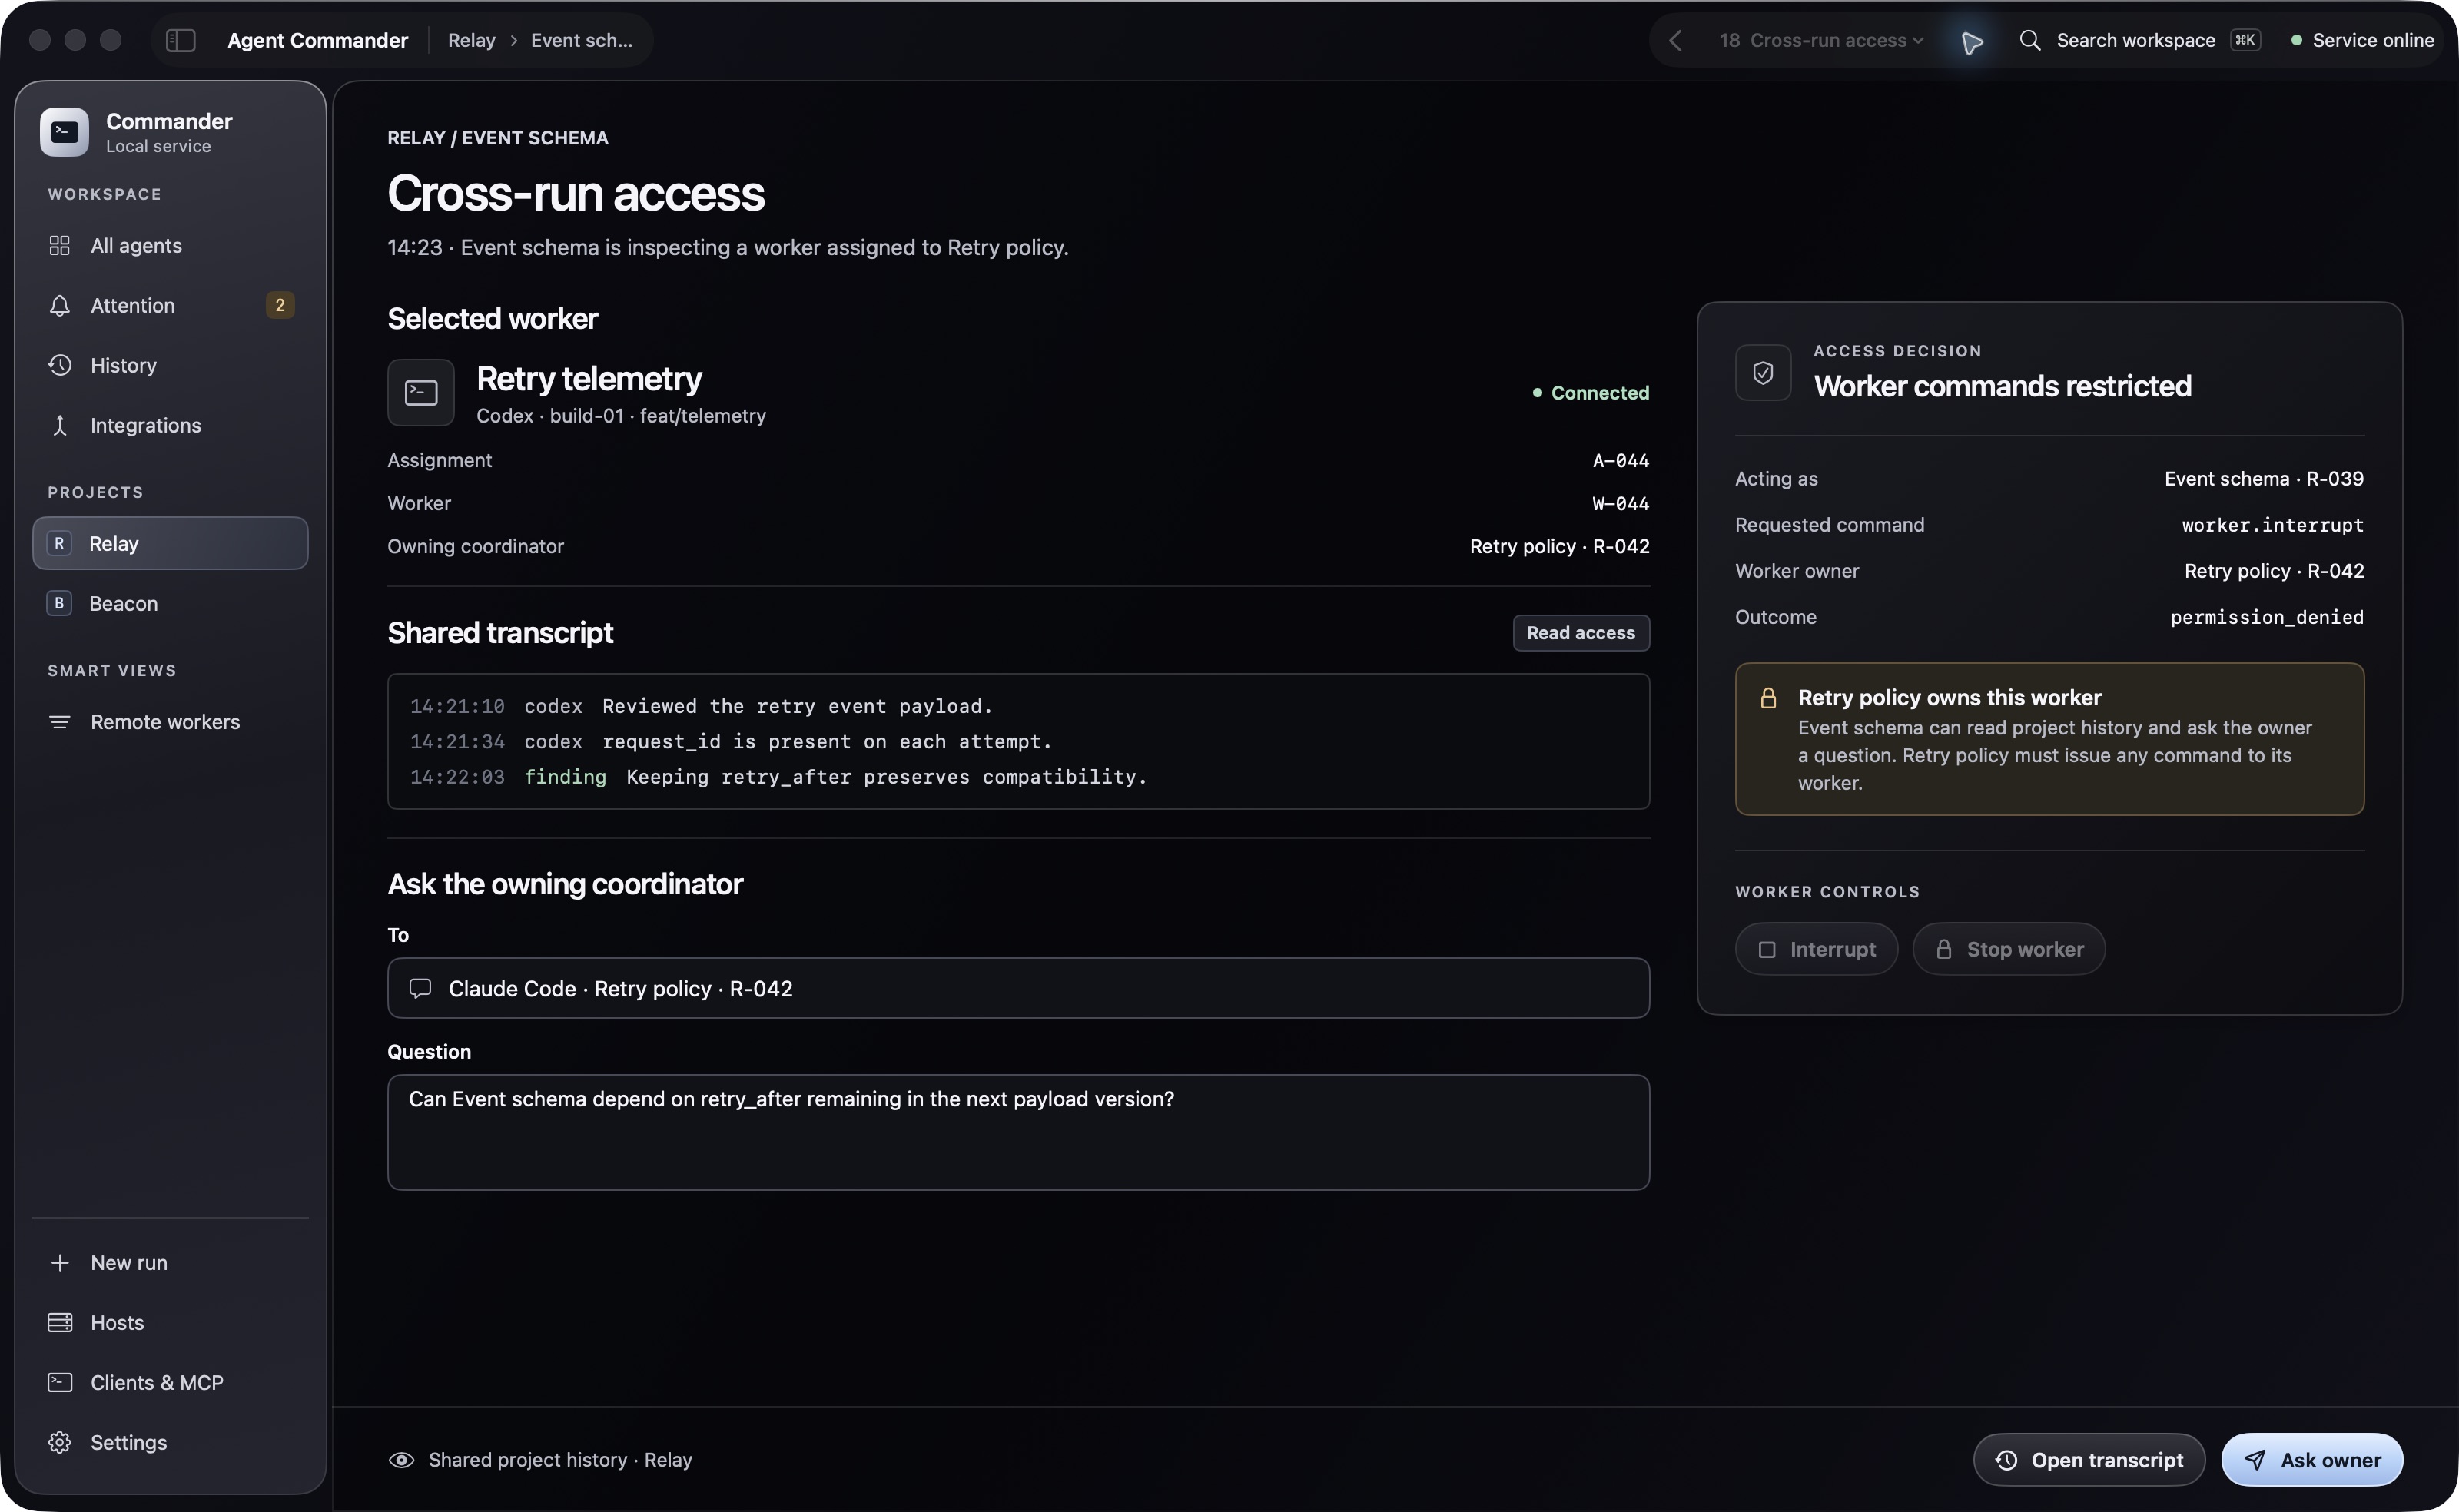 Agent Commander
Relay > Event sch...
18 Cross-run access
Search workspace ⌘K
Service online
>-
Commander
Local service
WORKSPACE
All agents
Attention 2
History
Integrations
PROJECTS
R Relay
B Beacon
SMART VIEWS
Remote workers
New run
Hosts
Clients & MCP
Settings
RELAY / EVENT SCHEMA
Cross-run access
14:23 · Event schema is inspecting a worker assigned to Retry policy.
Selected worker
Retry telemetry
Codex · build-01 · feat/telemetry
Connected
Assignment A-044
Worker W-044
Owning coordinator Retry policy · R-042
Shared transcript
Read access
14:21:10 codex Reviewed the retry event payload.
14:21:34 codex request_id is present on each attempt.
14:22:03 finding Keeping retry_after preserves compatibility.
Ask the owning coordinator
To
Claude Code · Retry policy · R-042
Question
Can Event schema depend on retry_after remaining in the next payload version?
ACCESS DECISION
Worker commands restricted
Acting as Event schema · R-039
Requested command worker.interrupt
Worker owner Retry policy · R-042
Outcome permission_denied
Retry policy owns this worker
Event schema can read project history and ask the owner
a question. Retry policy must issue any command to its
worker.
WORKER CONTROLS
Interrupt
Stop worker
Shared project history · Relay
Open transcript
Ask owner